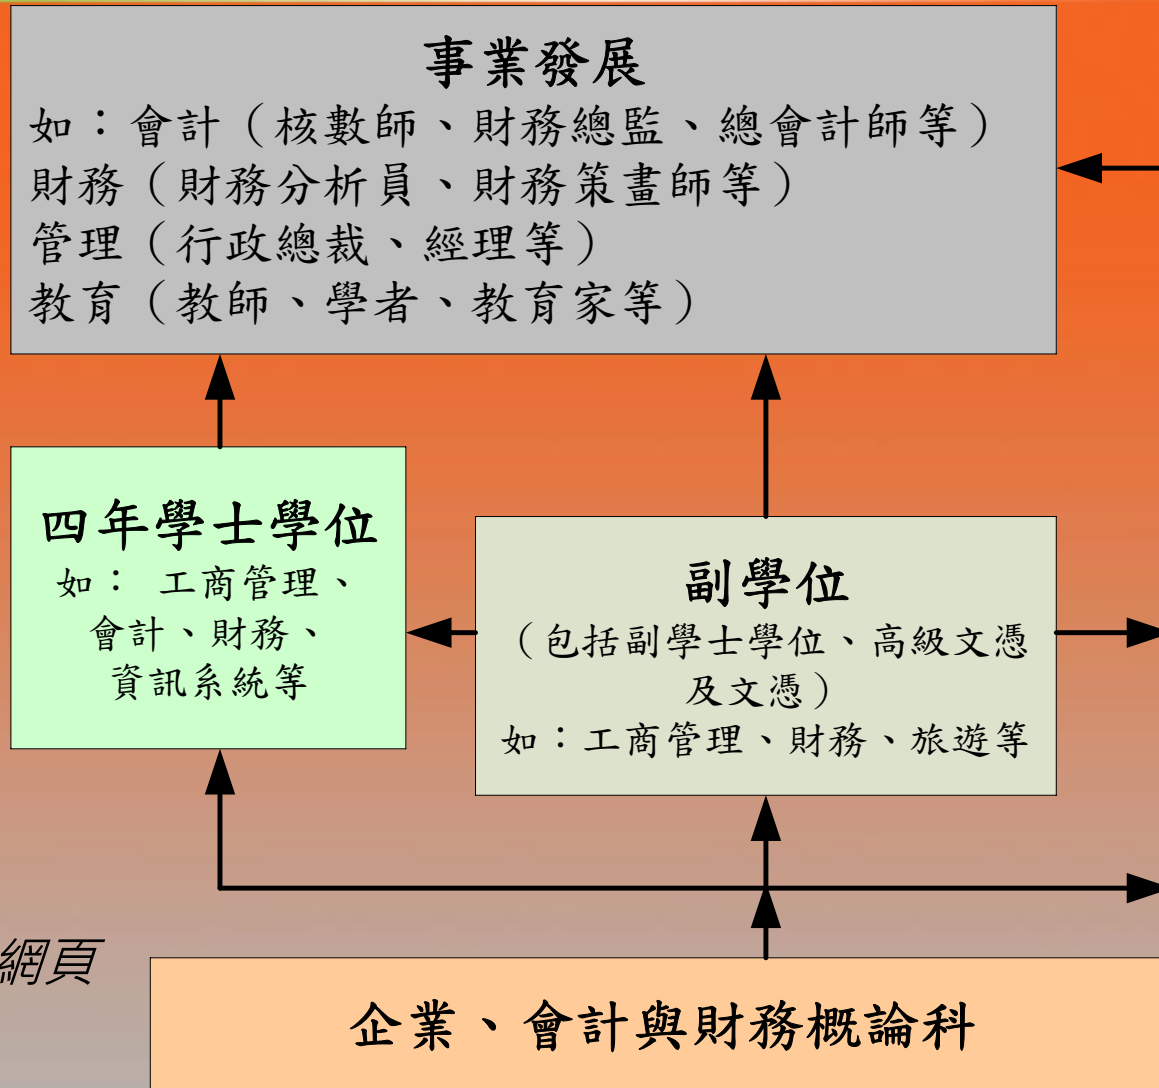 事業發展
如：會計（核數師、財務總監、總會計師等）
財務（財務分析員、財務策畫師等）
管理（行政總裁、經理等）
教育（教師、學者、教育家等）
四年學士學位
如： 工商管理、
會計、財務、
資訊系統等
副學位
（包括副學士學位、高級文憑
及文憑）
如：工商管理、財務、旅遊等
網頁
企業、會計與財務概論科